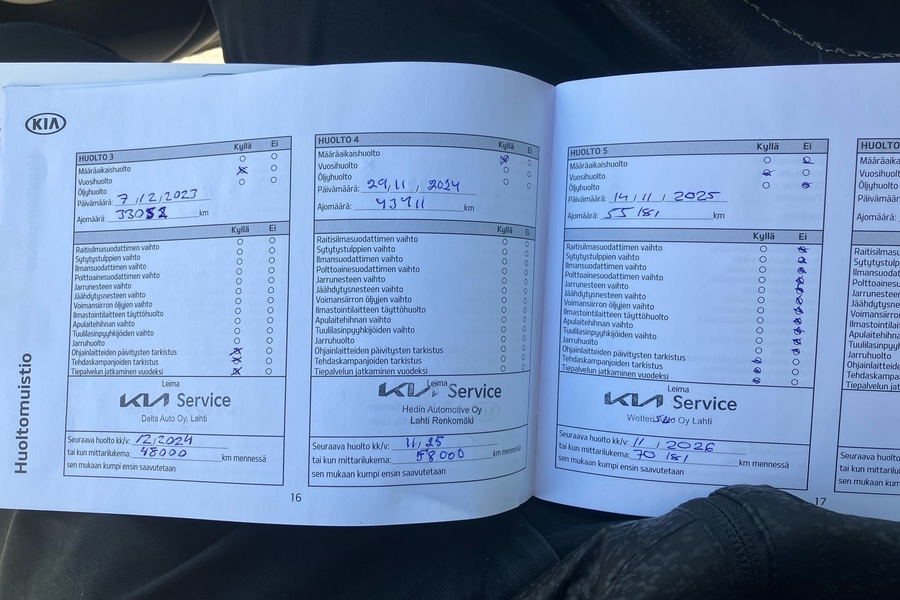 KIA
Huoltomuistio
HUOLTO 3 Kyllä Ei
Määräaikaishuolto
Vuosihuolto
Öljyhuolto
Päivämäärä: 7,12,2023
Ajomäärä: 33052 km
Kyllä Ei
Raitisilmasuodattimen vaihto
Sytytystulppien vaihto
Ilmansuodattimen vaihto
Polttoainesuodattimen vaihto
Jarrunesteen vaihto
Jäähdytysnesteen vaihto
Voimansiirron öljyjen vaihto
Ilmastointilaitteen täyttöhuolto
Apulaitehihnan vaihto
Tuulilasinpyyhkijöiden vaihto
Jarruhuolto
Ohjainlaitteiden päivitysten tarkistus
Tehdaskampanjoiden tarkistus
Tiepalvelun jatkaminen vuodeksi
Leima
KIA Service
Delta Auto Oy, Lahti
Seuraava huolto kk/v: 12,2024
tai kun mittarilukema: 48000 km mennessä
sen mukaan kumpi ensin saavutetaan
16
HUOLTO 4 Kyllä Ei
Määräaikaishuolto
Vuosihuolto
Öljyhuolto
Päivämäärä: 29,11, 2024
Ajomäärä: 43711 km
Kyllä Ei
Raitisilmasuodattimen vaihto
Sytytystulppien vaihto
Ilmansuodattimen vaihto
Polttoainesuodattimen vaihto
Jarrunesteen vaihto
Jäähdytysnesteen vaihto
Voimansiirron öljyjen vaihto
Ilmastointilaitteen täyttöhuolto
Apulaitehihnan vaihto
Tuulilasinpyyhkijöiden vaihto
Jarruhuolto
Ohjainlaitteiden päivitysten tarkistus
Tehdaskampanjoiden tarkistus
Tiepalvelun jatkaminen vuodeksi
Leima
KIA Service
Hedin Automotive Oy
Lahti Renkomäki
Seuraava huolto kk/v: 11, 25
tai kun mittarilukema: 58000 km mennessä
sen mukaan kumpi ensin saavutetaan
HUOLTO 5 Kyllä Ei
Määräaikaishuolto
Vuosihuolto
Öljyhuolto
Päivämäärä: 14, 11, 2025
Ajomäärä: 55181 km
Kyllä Ei
Raitisilmasuodattimen vaihto
Sytytystulppien vaihto
Ilmansuodattimen vaihto
Polttoainesuodattimen vaihto
Jarrunesteen vaihto
Jäähdytysnesteen vaihto
Voimansiirron öljyjen vaihto
Ilmastointilaitteen täyttöhuolto
Apulaitehihnan vaihto
Tuulilasinpyyhkijöiden vaihto
Jarruhuolto
Ohjainlaitteiden päivitysten tarkistus
Tehdaskampanjoiden tarkistus
Tiepalvelun jatkaminen vuodeksi
Leima
KIA Service
Oy Lahti
Seuraava huolto kk/v: 11, 2026
tai kun mittarilukema: 70181 km mennessä
sen mukaan kumpi ensin saavutetaan
17
HUOLTO